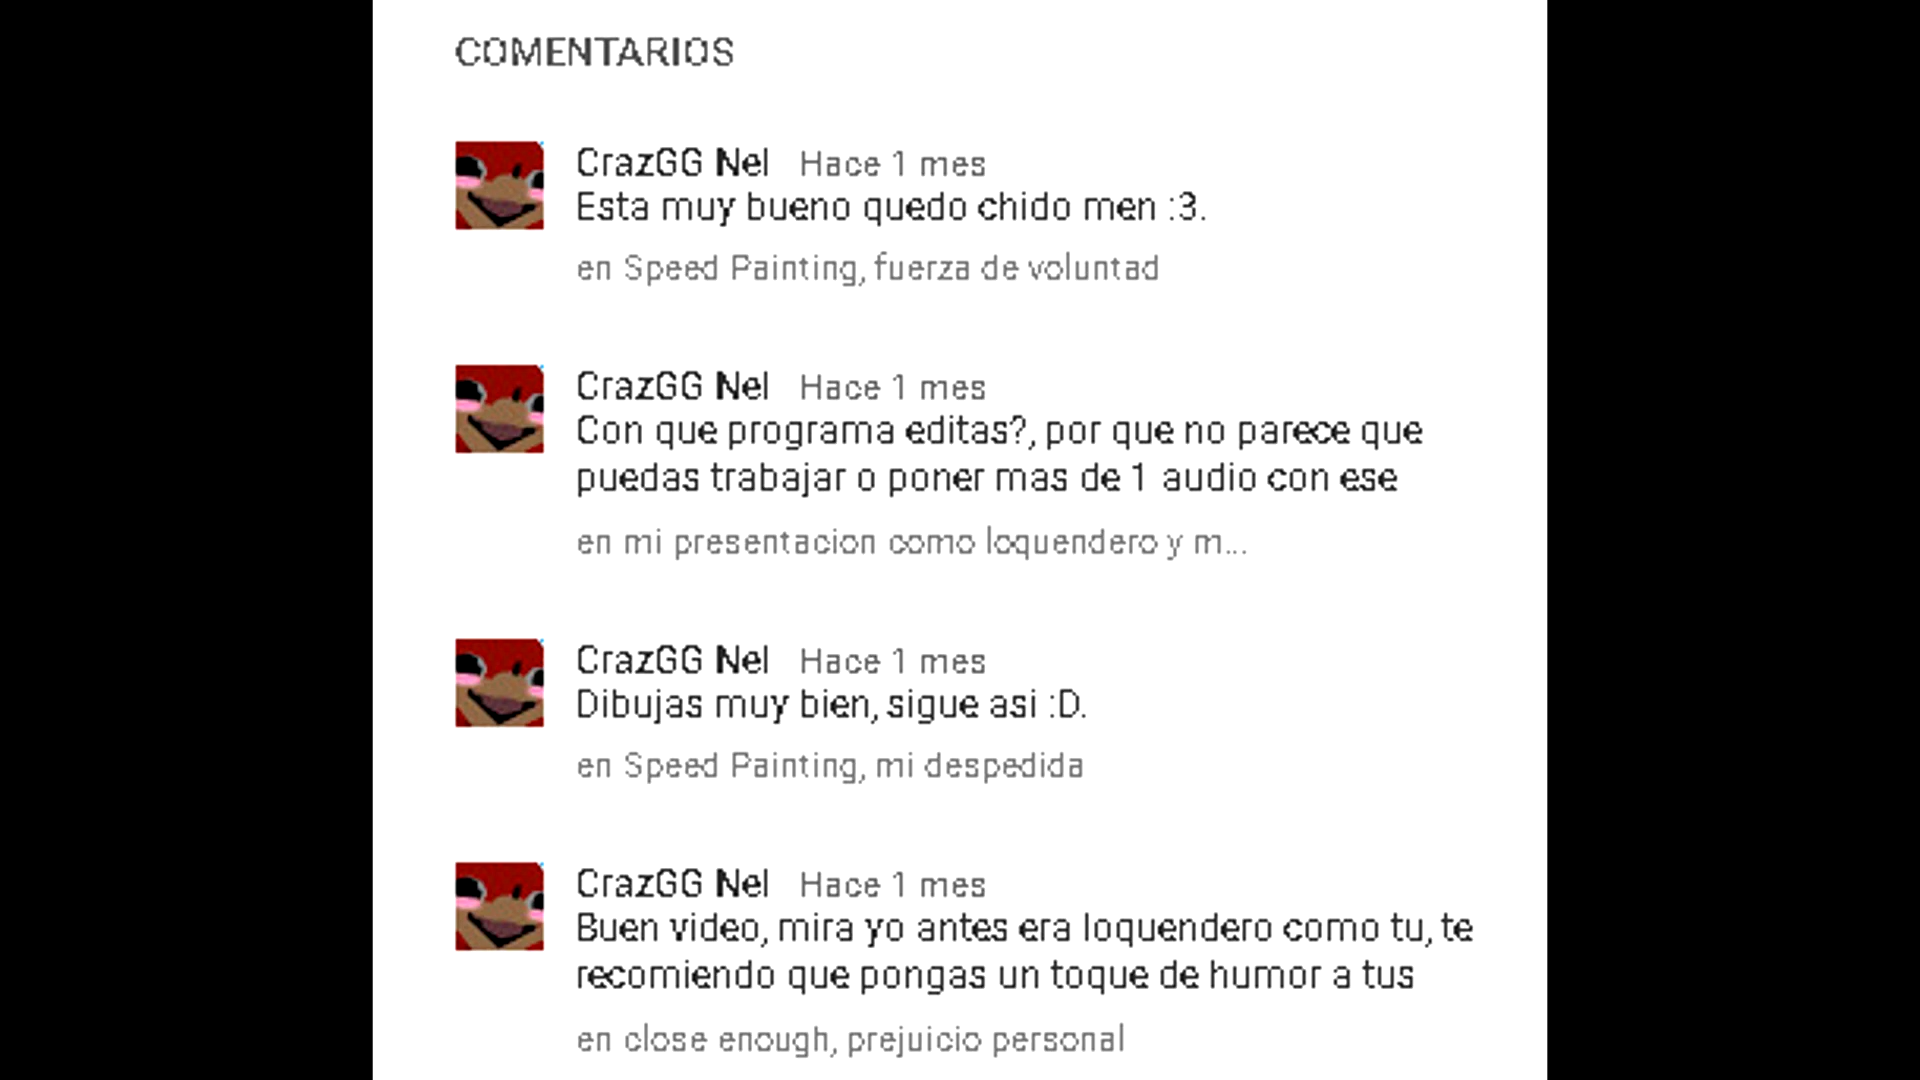 COMENTARIOS
CrazGG Nel Hace 1 mes
Esta muy bueno quedo chido men :3.
en Speed Painting, fuerza de voluntad
CrazGG Nel Hace 1 mes
Con que programa editas?, por que no parece que
puedas trabajar o poner mas de 1 audio con ese
en mi presentacion como loquendero y m...
CrazGG Nel Hace 1 mes
Dibujas muy bien, sigue asi :D.
en Speed Painting, mi despedida
CrazGG Nel Hace 1 mes
Buen video, mira yo antes era loquendero como tu, te
recomiendo que pongas un toque de humor a tus
en close enough, prejuicio personal